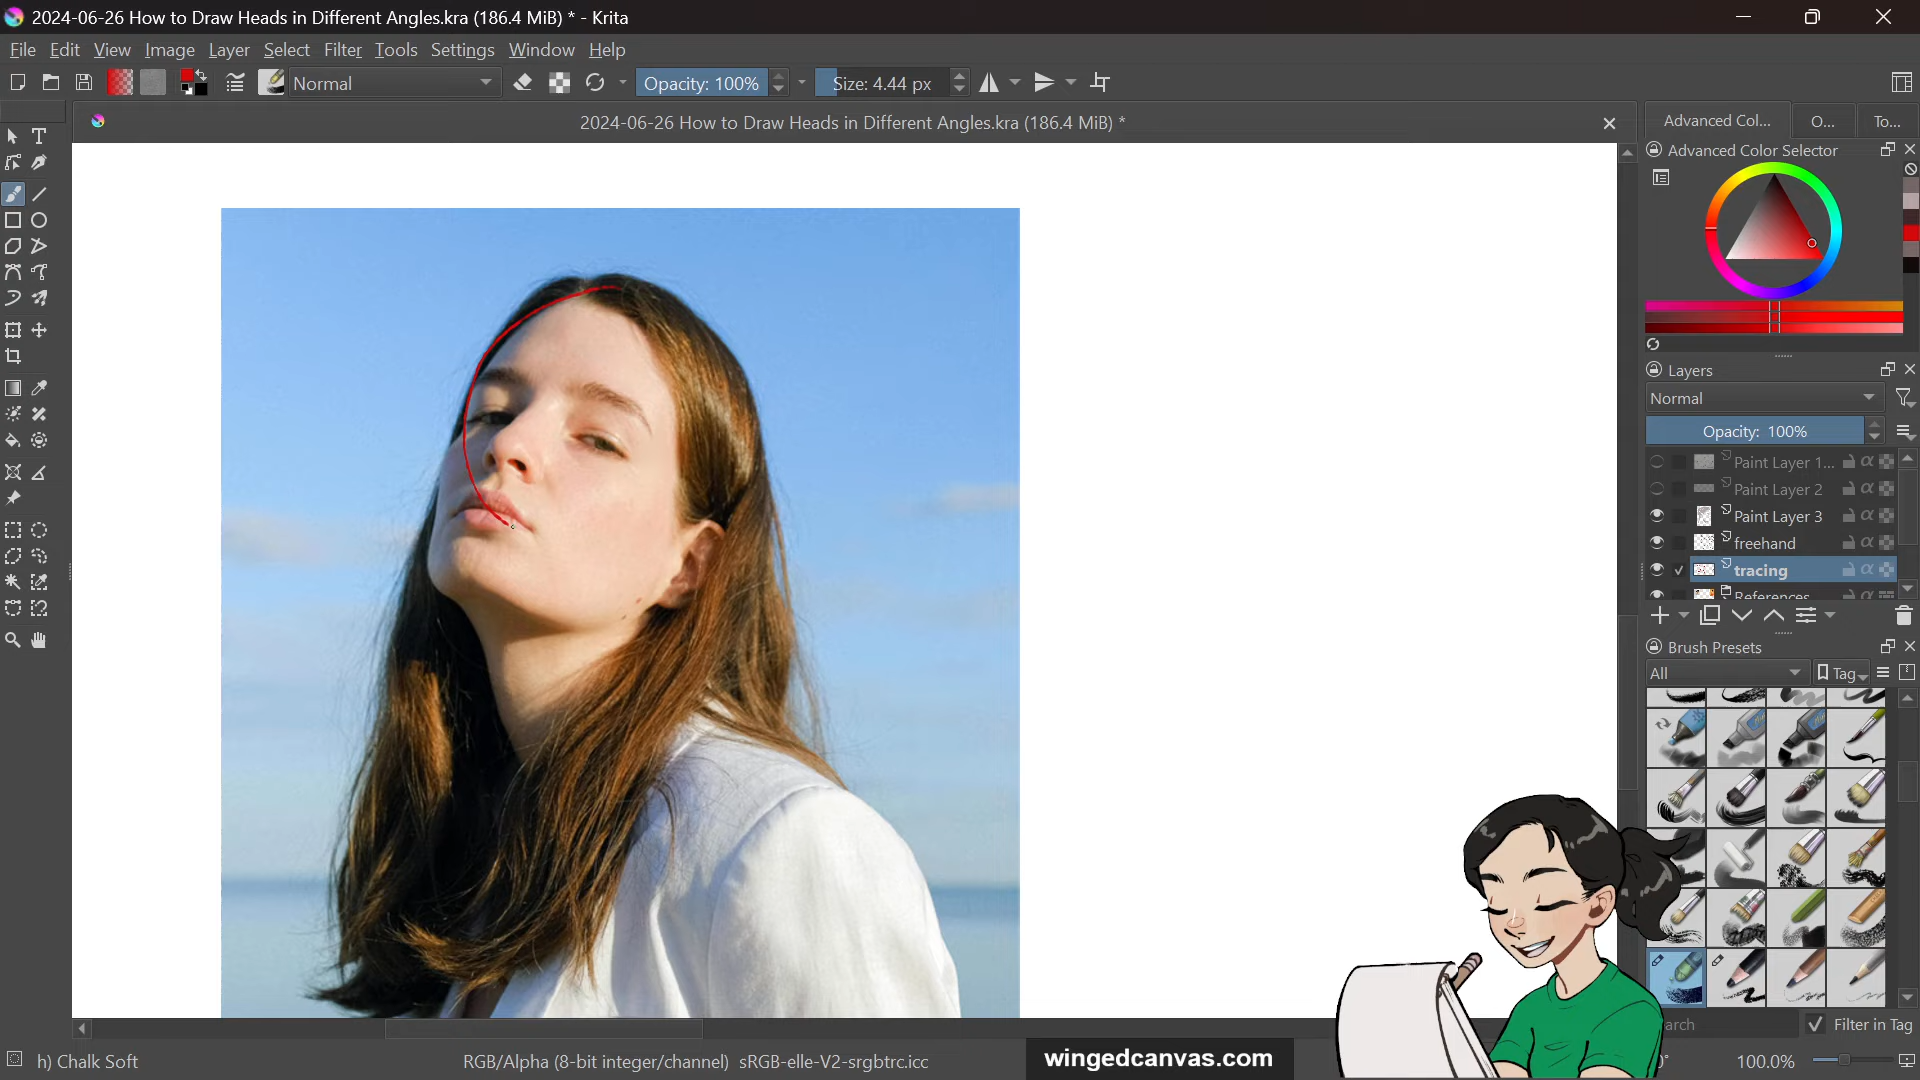 2024-06-26 How to Draw Heads in Different Angles.kra (186.4 MiB) * - Krita
File Edit View Image Layer Select Filter Tools Settings Window Help
Normal Opacity: 100% Size: 4.44 px
2024-06-26 How to Draw Heads in Different Angles.kra (186.4 MiB) *
Advanced Col... O... To...
Advanced Color Selector
Layers
Normal
Opacity: 100%
Paint Layer 1...
Paint Layer 2
Paint Layer 3
freehand
tracing
References
Brush Presets
All Tag
Filter in Tag
h) Chalk Soft RGB/Alpha (8-bit integer/channel) sRGB-elle-V2-srgbtrc.icc wingedcanvas.com 100.0%